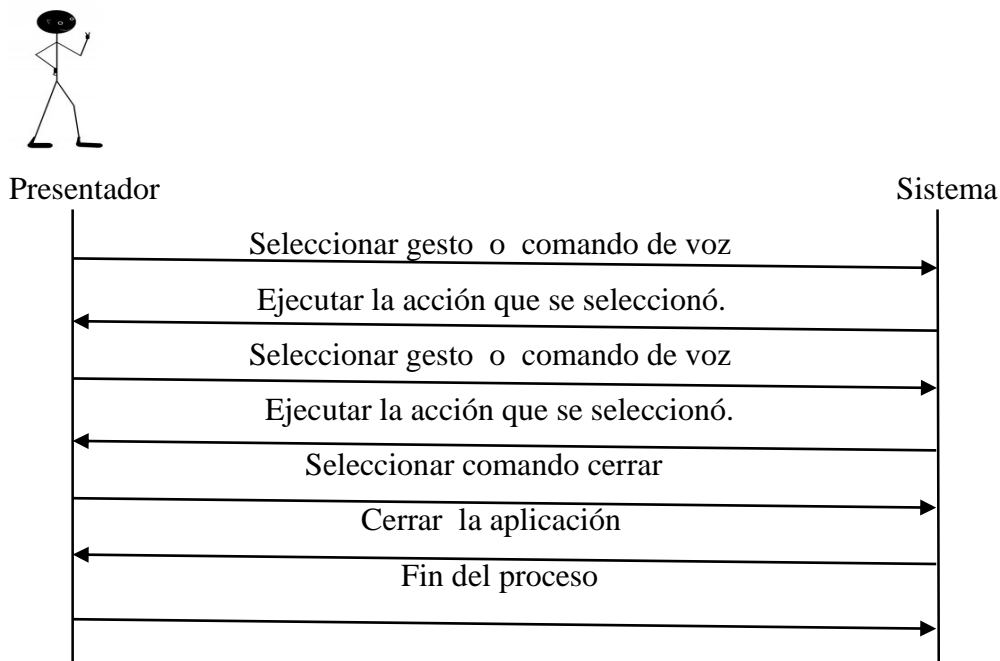 Presentador
Sistema
Seleccionar gesto o comando de voz
Ejecutar la acción que se seleccionó.
Seleccionar gesto o comando de voz
Ejecutar la acción que se seleccionó.
Seleccionar comando cerrar
Cerrar la aplicación
Fin del proceso